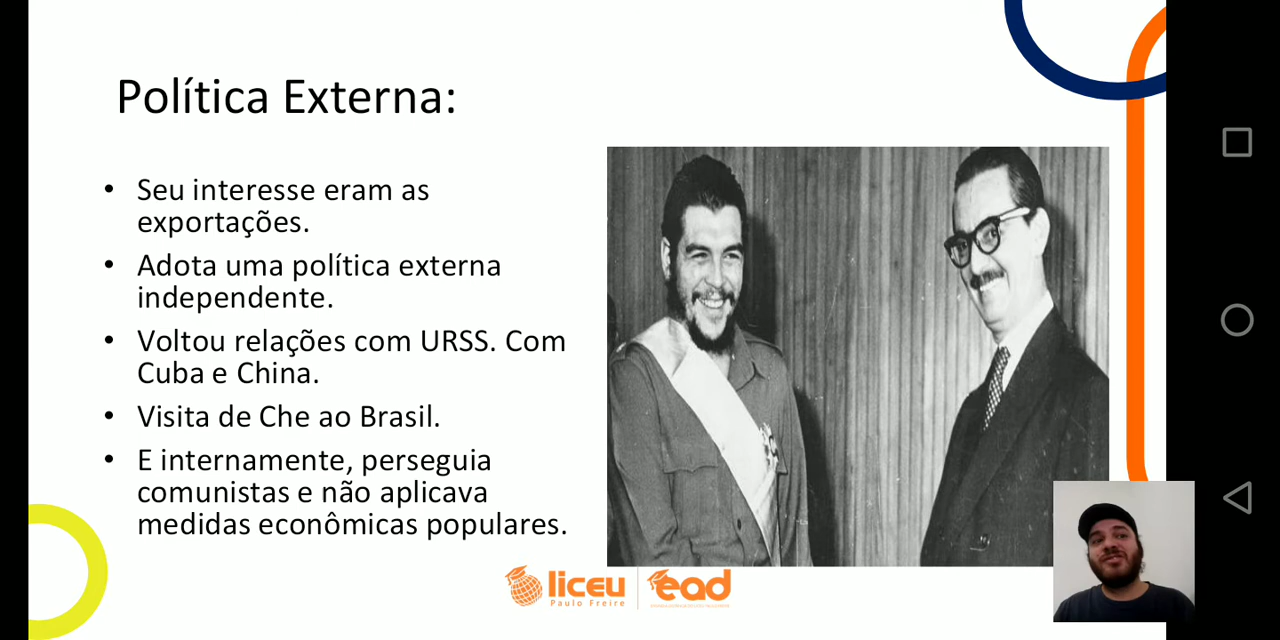 Política Externa:
• Seu interesse eram as
exportações.
• Adota uma política externa
independente.
• Voltou relações com URSS. Com
Cuba e China.
• Visita de Che ao Brasil.
• E internamente, perseguia
comunistas e não aplicava
medidas econômicas populares.
liceu
Paulo Freire
ead